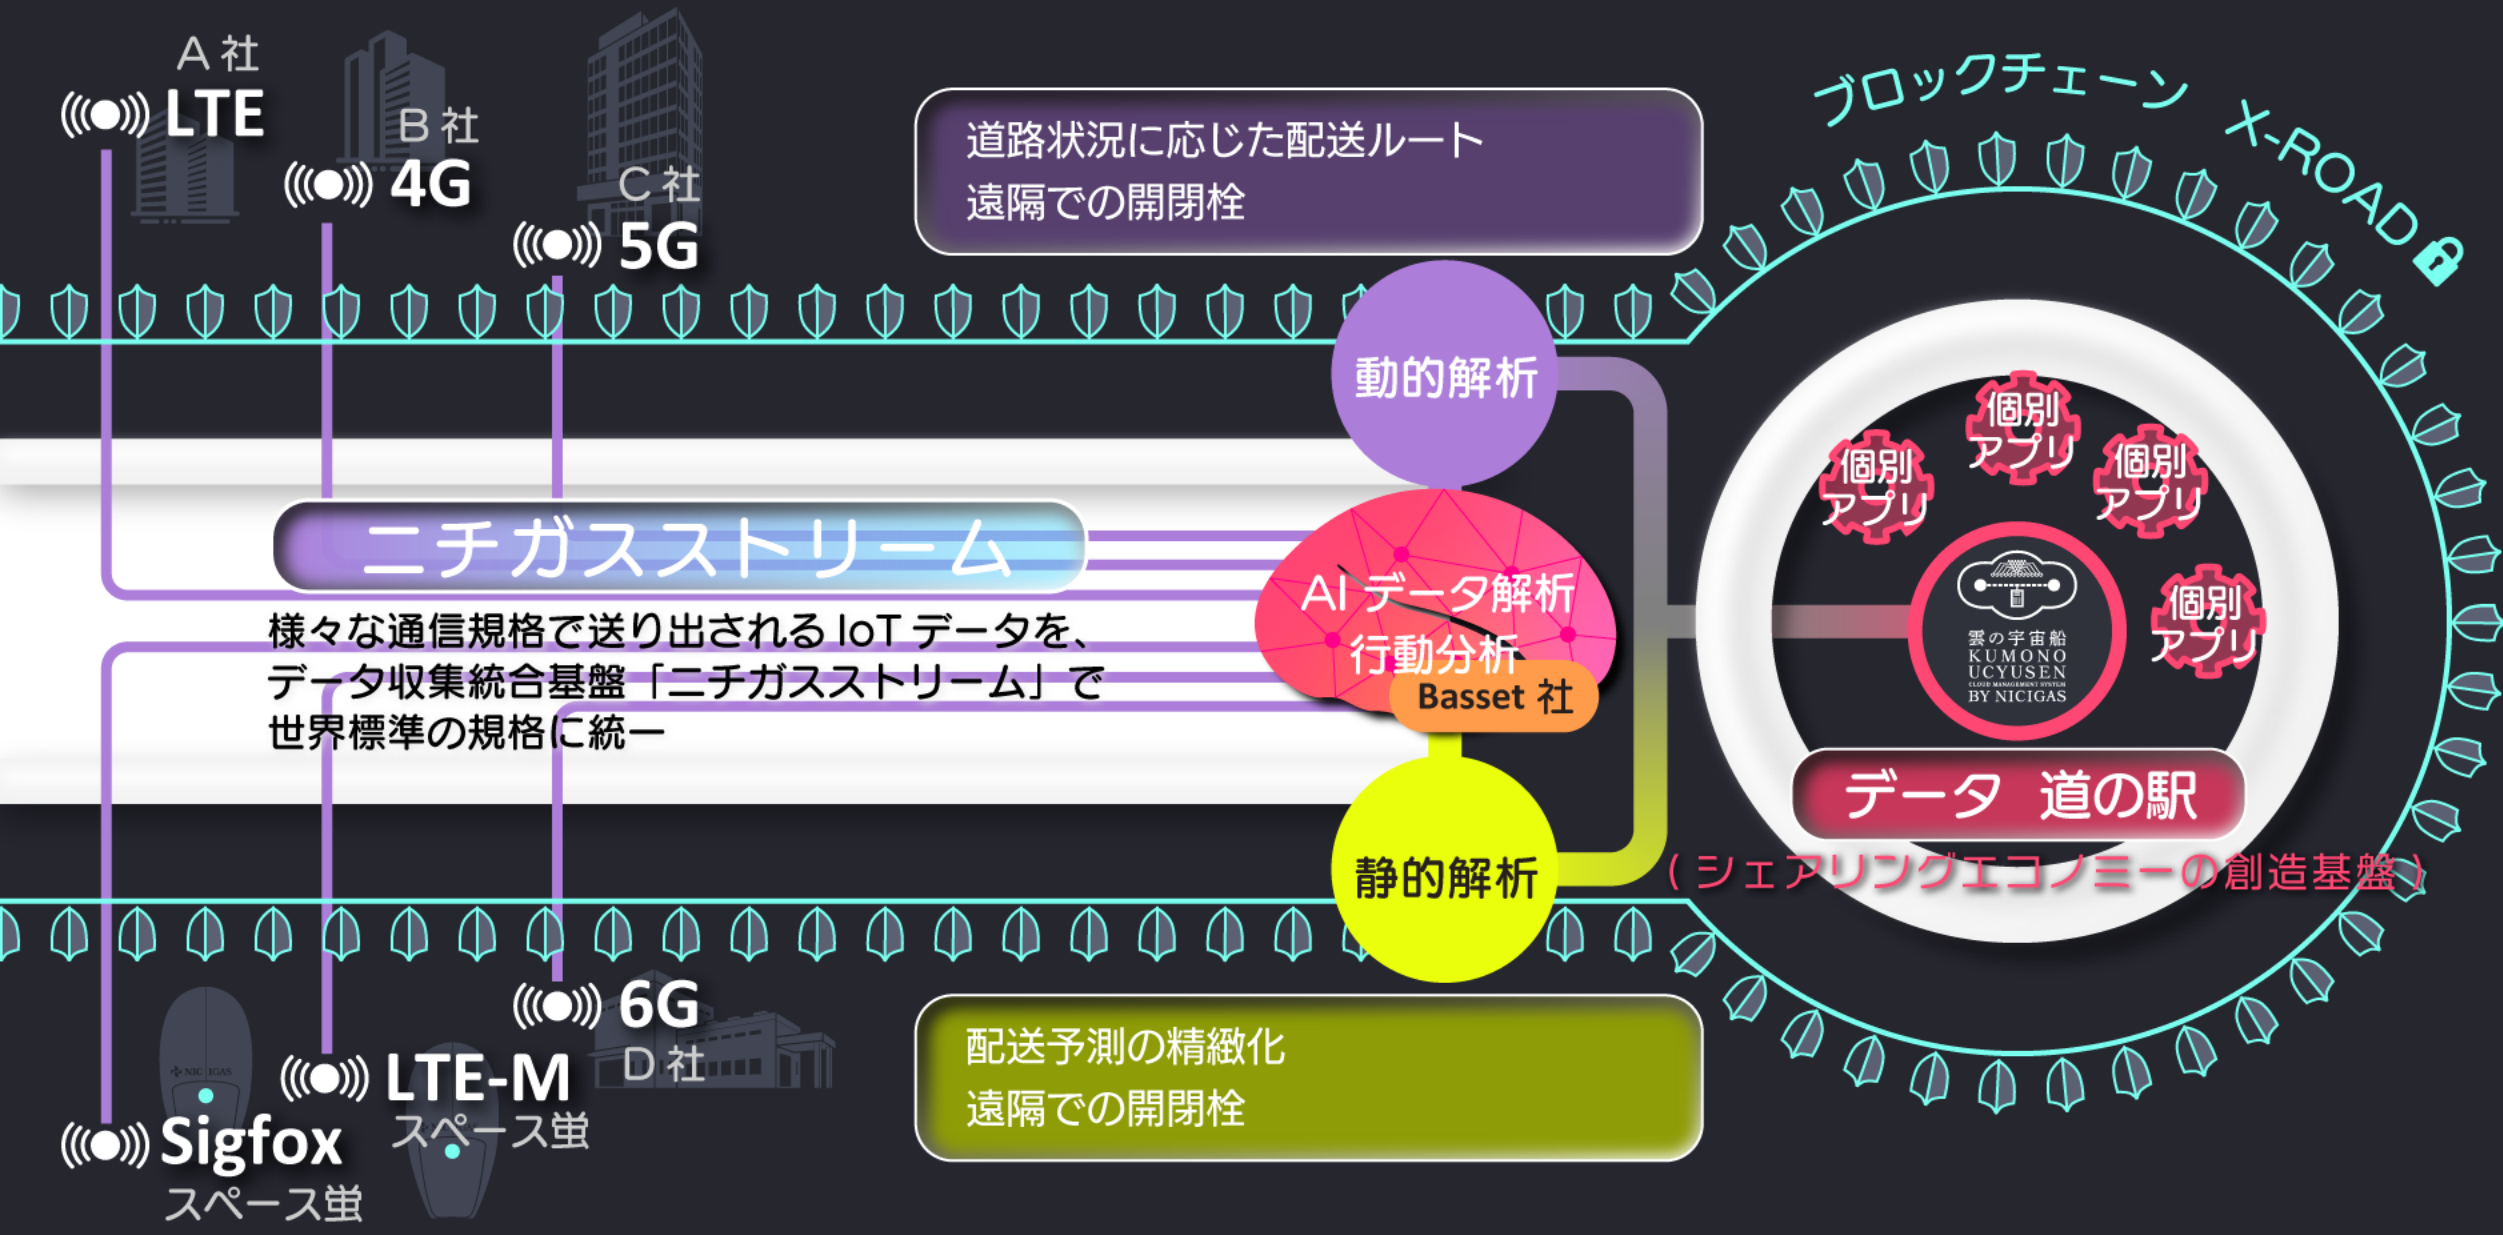 A 社
LTE
B 社
4G
C 社
5G
道路状況に応じた配送ルート
遠隔での開閉栓
ブロックチェーン X-ROAD
動的解析
ニチガスストリーム
様々な通信規格で送り出される IoT データを、
データ収集統合基盤「ニチガスストリーム」で
世界標準の規格に統一
AI データ解析
行動分析
Basset 社
静的解析
個別
アプリ
個別
アプリ
個別
アプリ
個別
アプリ
雲の宇宙船
KUMONO
UCYUSEN
CLOUD MANAGEMENT SYSTEM
BY NICIGAS
データ 道の駅
( シェアリングエコノミーの創造基盤 )
6G
D 社
LTE-M
スペース蛍
NICIGAS
Sigfox
スペース蛍
配送予測の精緻化
遠隔での開閉栓